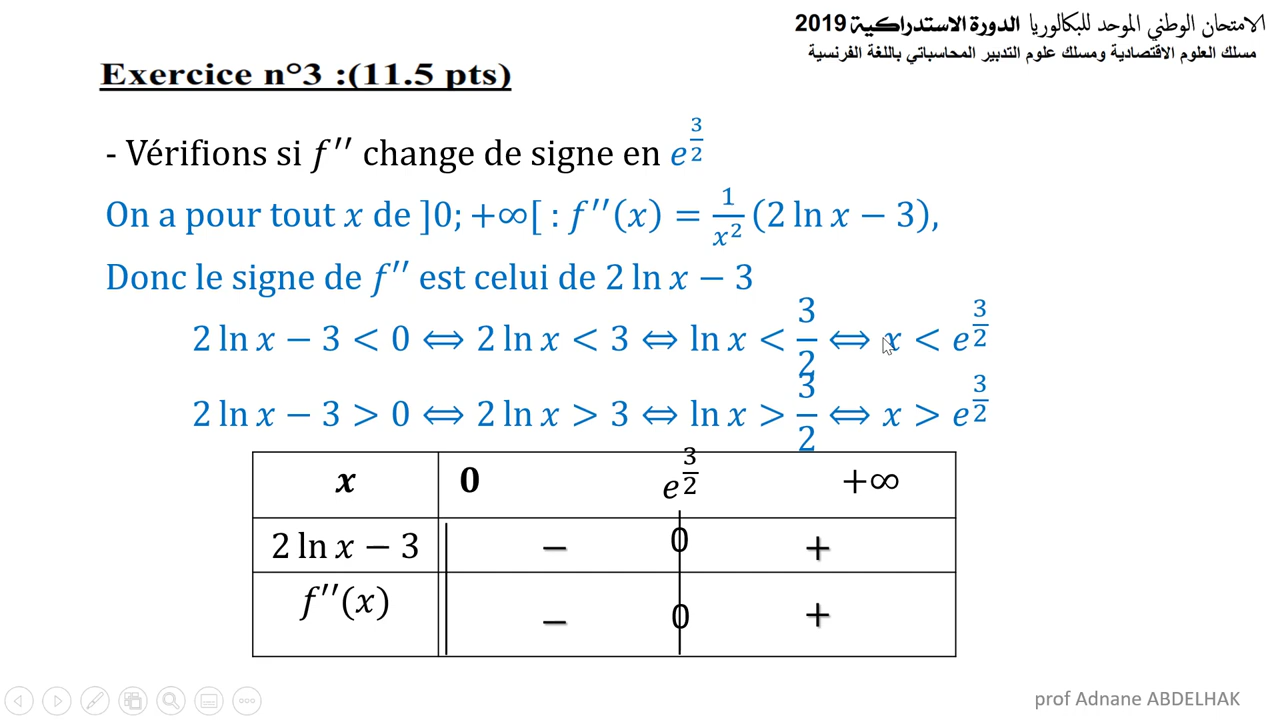 الامتحان الوطني الموحد للبكالوريا الدورة الاستدراكية 2019
مسلك العلوم الاقتصادية ومسلك علوم التدبير المحاسباتي باللغة الفرنسية
Exercice n°3 :(11.5 pts)
- Vérifions si f′′ change de signe en e^(3/2)
On a pour tout x de ]0; +∞[ : f′′(x) = 1/x² (2 ln x − 3),
Donc le signe de f′′ est celui de 2 ln x − 3
2 ln x − 3 < 0 ⟺ 2 ln x < 3 ⟺ ln x < 3/2 ⟺ x < e^(3/2)
2 ln x − 3 > 0 ⟺ 2 ln x > 3 ⟺ ln x > 3/2 ⟺ x > e^(3/2)
x 0 e^(3/2) +∞
2 ln x − 3 − 0 +
f′′(x) − 0 +
prof Adnane ABDELHAK